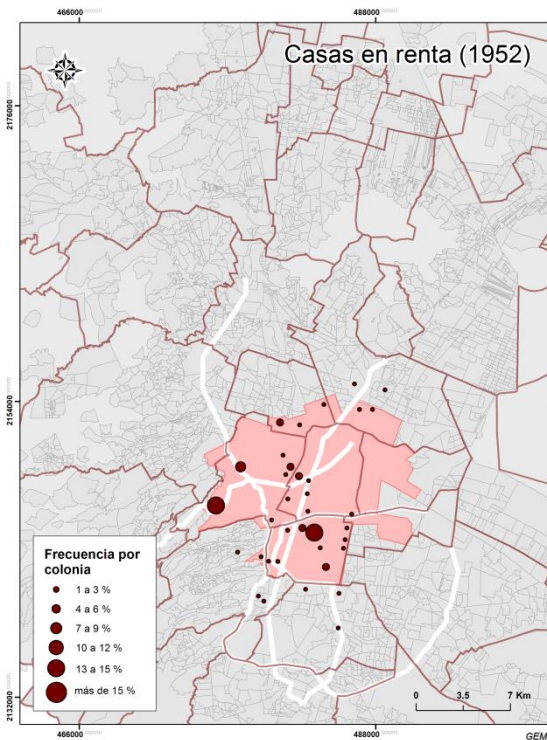 466000
488000
Casas en renta (1952)
2176000
2154000
Frecuencia por
colonia
1 a 3 %
4 a 6 %
7 a 9 %
10 a 12 %
13 a 15 %
más de 15 %
0 3.5 7 Km
2132000
466000
488000
GEM